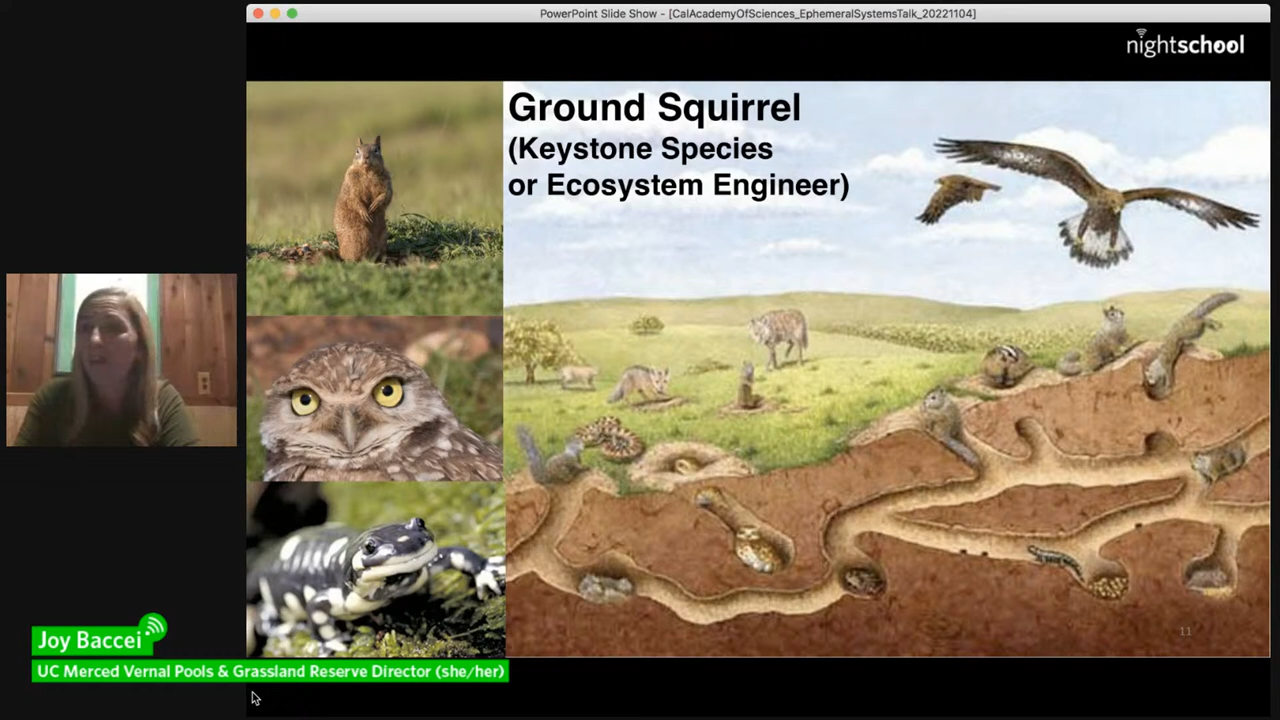 PowerPoint Slide Show - [CalAcademyOfSciences_EphemeralSystemsTalk_20221104]
nightschool
Ground Squirrel
(Keystone Species
or Ecosystem Engineer)
11
Joy Baccei
UC Merced Vernal Pools & Grassland Reserve Director (she/her)